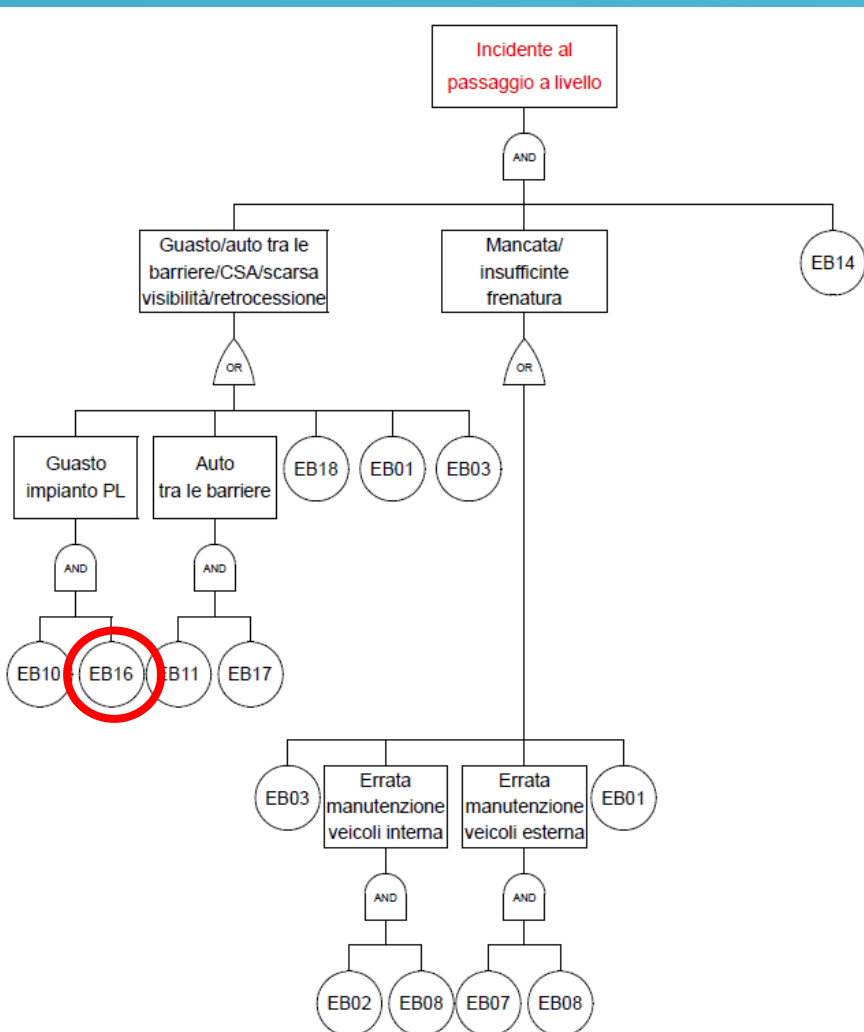 Incidente al
passaggio a livello
AND
Guasto/auto tra le
barriere/CSA/scarsa
visibilità/retrocessione
Mancata/
insufficinte
frenatura
EB14
OR
OR
Guasto
impianto PL
Auto
tra le barriere
EB18
EB01
EB03
AND
AND
EB10
EB16
EB11
EB17
EB03
Errata
manutenzione
veicoli interna
Errata
manutenzione
veicoli esterna
EB01
AND
AND
EB02
EB08
EB07
EB08